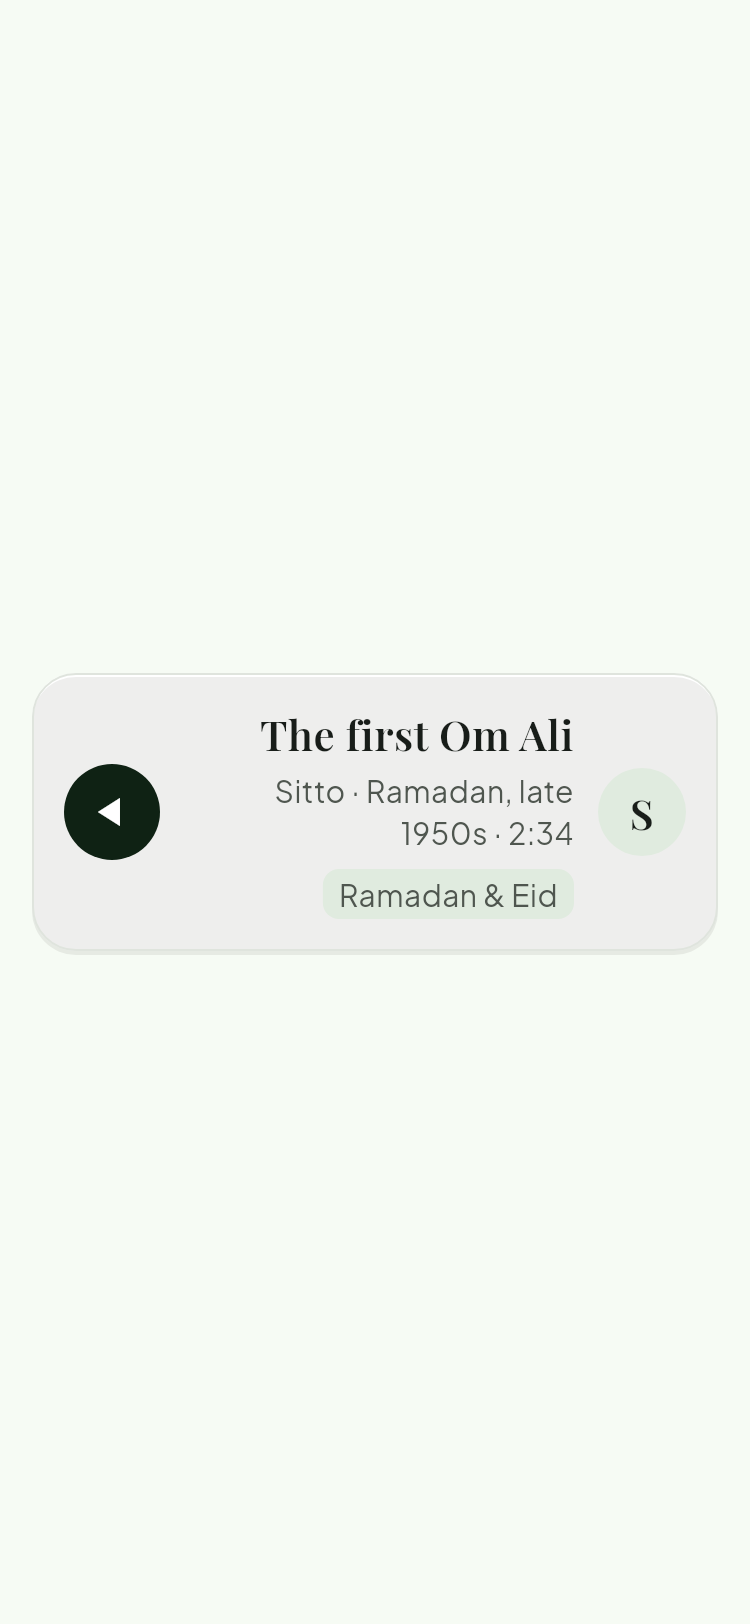 The first Om Ali
Sitto · Ramadan, late
1950s · 2:34
Ramadan & Eid
S